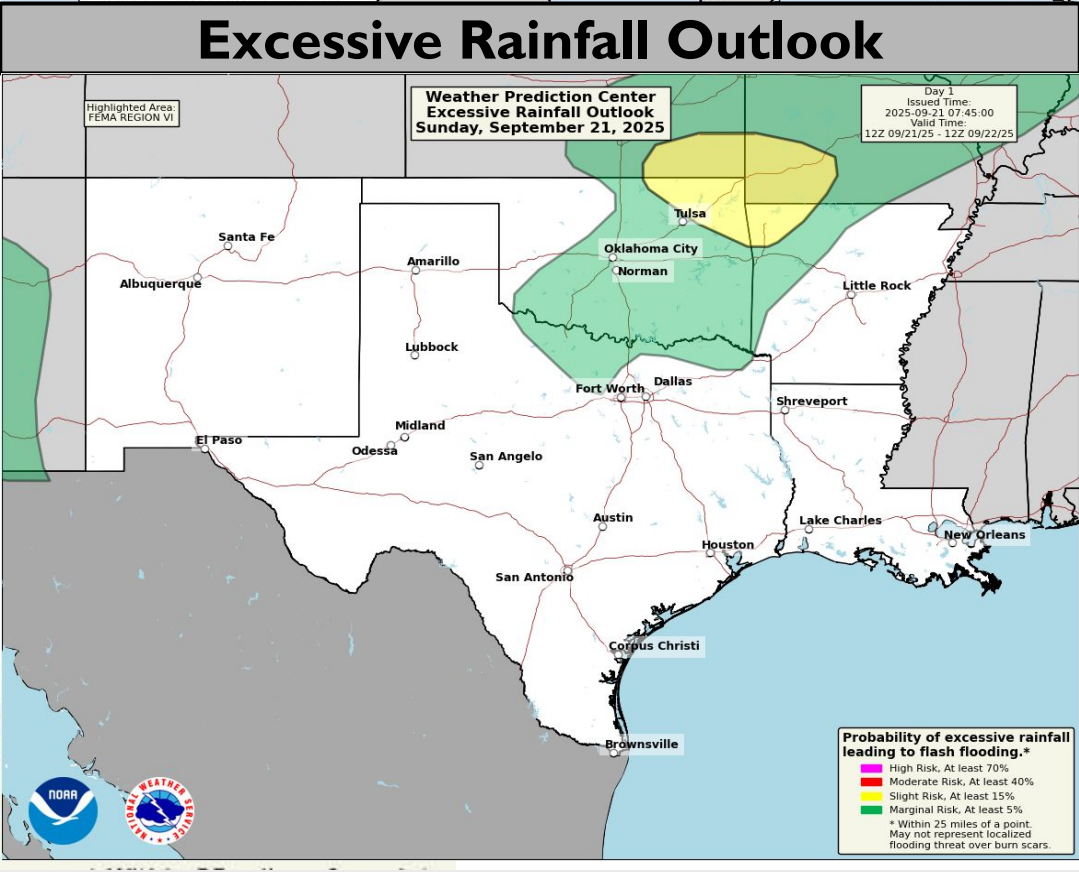 Excessive Rainfall Outlook
Highlighted Area:
FEMA REGION VI
Weather Prediction Center
Excessive Rainfall Outlook
Sunday, September 21, 2025
Day 1
Issued Time:
2025-09-21 07:45:00
Valid Time:
12Z 09/21/25 - 12Z 09/22/25
Tulsa
Santa Fe
Oklahoma City
Amarillo
Norman
Albuquerque
Little Rock
Lubbock
Fort Worth
Dallas
Shreveport
Midland
El Paso
Odessa
San Angelo
Austin
Lake Charles
New Orleans
Houston
San Antonio
Corpus Christi
Brownsville
Probability of excessive rainfall
leading to flash flooding.*
High Risk, At least 70%
Moderate Risk, At least 40%
Slight Risk, At least 15%
Marginal Risk, At least 5%
* Within 25 miles of a point.
May not represent localized
flooding threat over burn scars.
NOAA
NATIONAL WEATHER SERVICE